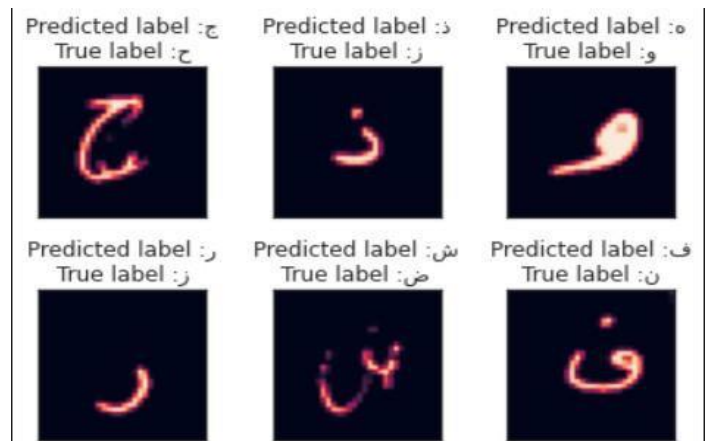 Predicted label :ج
True label :ح
Predicted label :ذ
True label :ز
Predicted label :ه
True label :و
Predicted label :ر
True label :ز
Predicted label :ش
True label :ض
Predicted label :ف
True label :ن